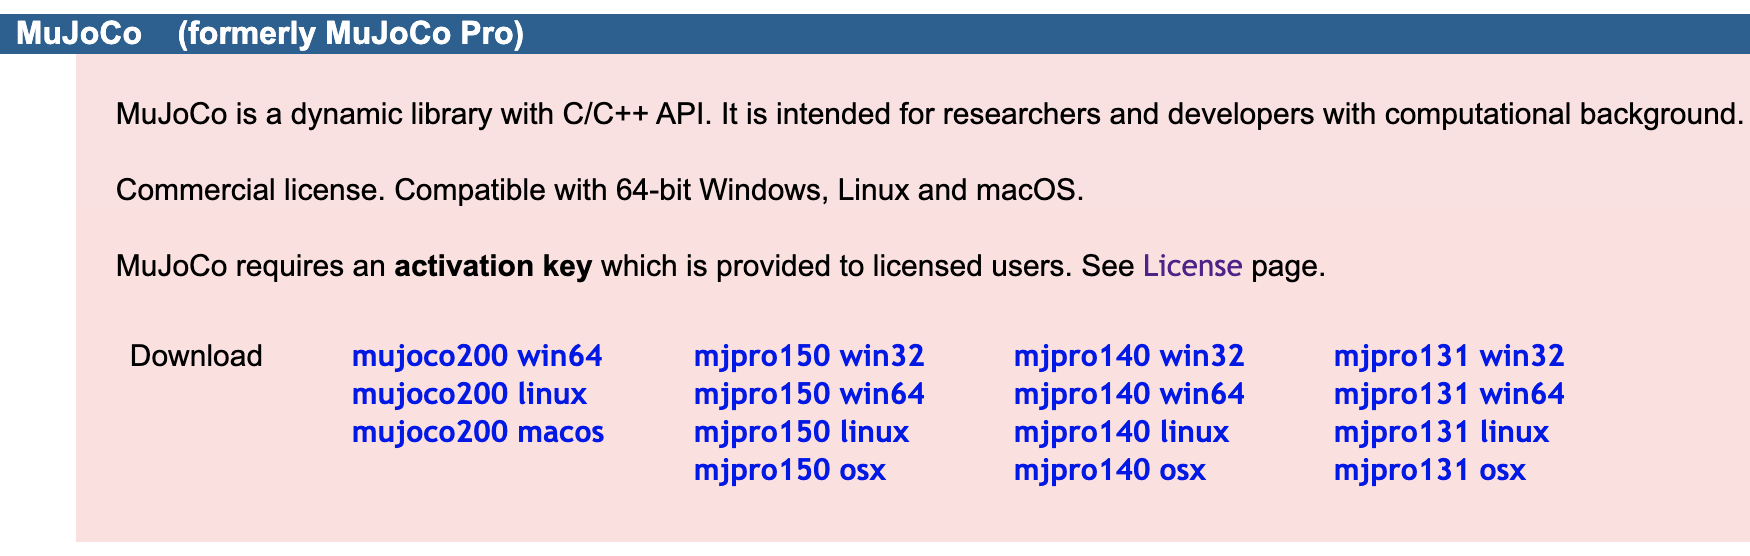 MuJoCo (formerly MuJoCo Pro)
MuJoCo is a dynamic library with C/C++ API. It is intended for researchers and developers with computational background.
Commercial license. Compatible with 64-bit Windows, Linux and macOS.
MuJoCo requires an activation key which is provided to licensed users. See License page.
Download mujoco200 win64 mjpro150 win32 mjpro140 win32 mjpro131 win32
mujoco200 linux mjpro150 win64 mjpro140 win64 mjpro131 win64
mujoco200 macos mjpro150 linux mjpro140 linux mjpro131 linux
mjpro150 osx mjpro140 osx mjpro131 osx